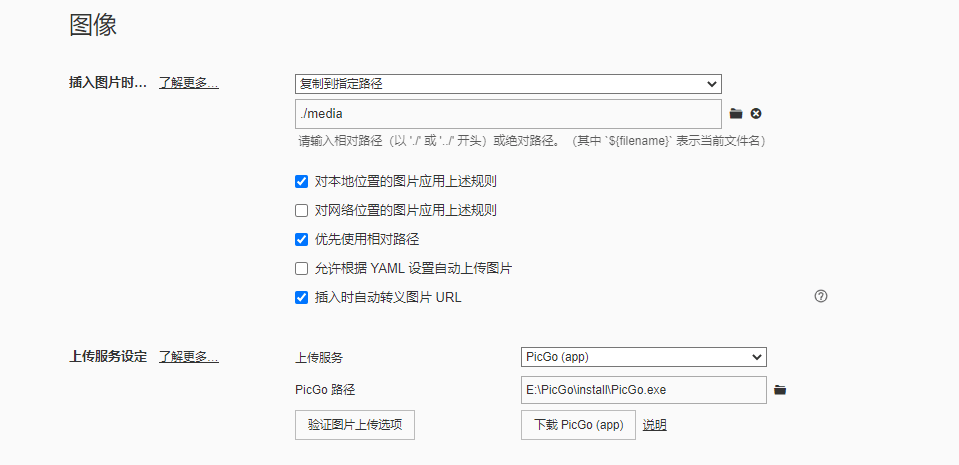 图像
插入图片时... 了解更多... 复制到指定路径
./media
请输入相对路径（以 './' 或 '../' 开头）或绝对路径。（其中 `${filename}` 表示当前文件名）
对本地位置的图片应用上述规则
对网络位置的图片应用上述规则
优先使用相对路径
允许根据 YAML 设置自动上传图片
插入时自动转义图片 URL
上传服务设定 了解更多... 上传服务 PicGo (app)
PicGo 路径 E:\PicGo\install\PicGo.exe
验证图片上传选项 下载 PicGo (app) 说明